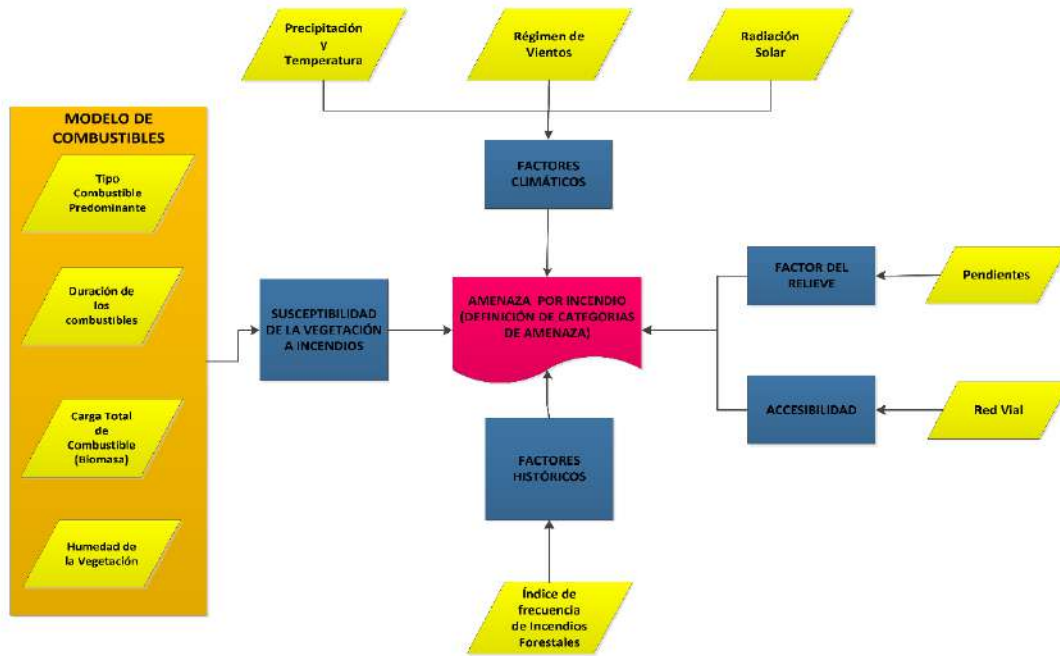 Precipitación
y
Temperatura
Régimen de
Vientos
Radiación
Solar
MODELO DE
COMBUSTIBLES
Tipo
Combustible
Predominante
Duración de
los
combustibles
Carga Total
de
Combustible
(Biomasa)
Humedad de
la Vegetación
FACTORES
CLIMÁTICOS
SUSCEPTIBILIDAD
DE LA VEGETACIÓN
A INCENDIOS
AMENAZA POR INCENDIO
(DEFINICIÓN DE CATEGORÍAS
DE AMENAZA)
FACTOR DEL
RELIEVE
Pendientes
ACCESIBILIDAD
Red Vial
FACTORES
HISTÓRICOS
Índice de
frecuencia
de Incendios
Forestales